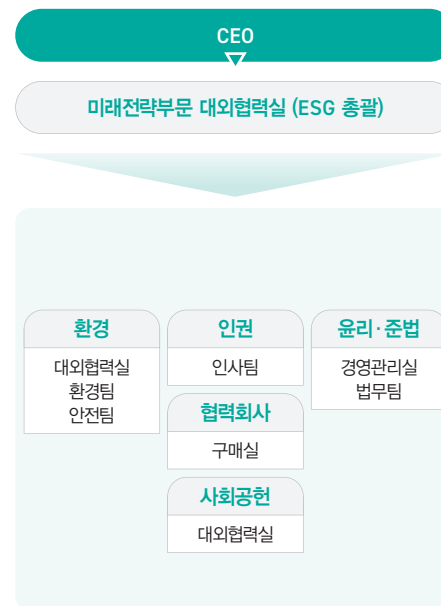 CEO
미래전략부문 대외협력실 (ESG 총괄)
환경
대외협력실
환경팀
안전팀
인권
인사팀
협력회사
구매실
사회공헌
대외협력실
윤리·준법
경영관리실
법무팀